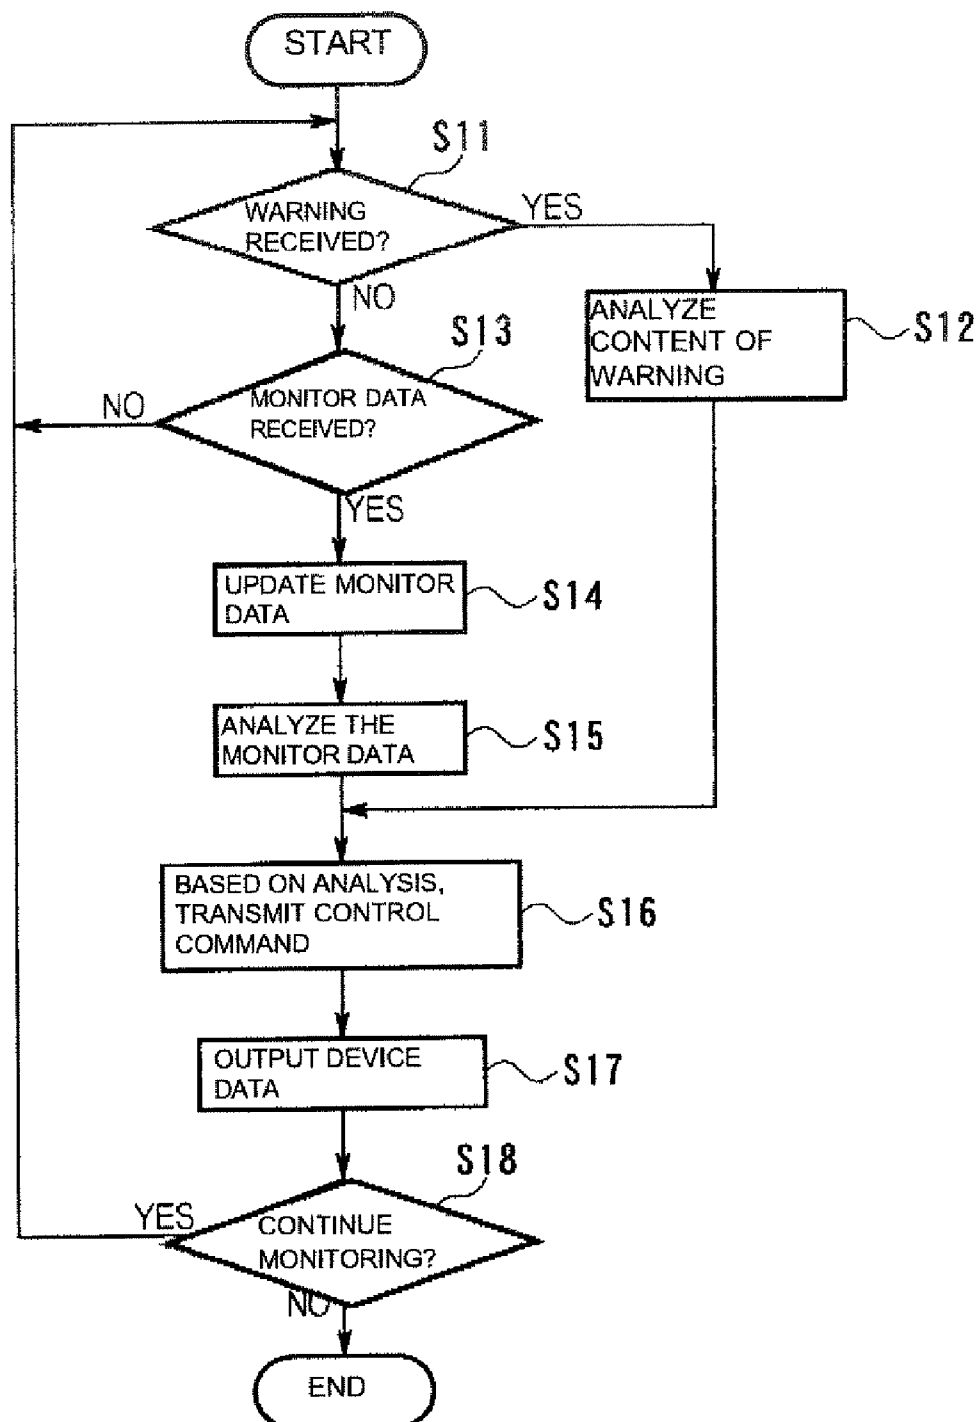 START
S11
WARNING
RECEIVED?
YES
NO
ANALYZE
CONTENT OF
WARNING
S12
S13
MONITOR DATA
RECEIVED?
NO
YES
UPDATE MONITOR
DATA
S14
ANALYZE THE
MONITOR DATA
S15
BASED ON ANALYSIS,
TRANSMIT CONTROL
COMMAND
S16
OUTPUT DEVICE
DATA
S17
S18
YES
CONTINUE
MONITORING?
NO
END